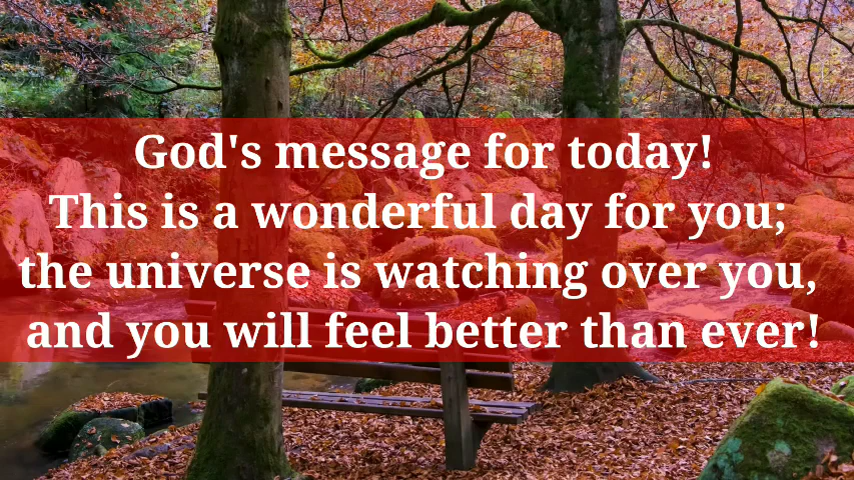 God's message for today!
This is a wonderful day for you;
the universe is watching over you,
and you will feel better than ever!